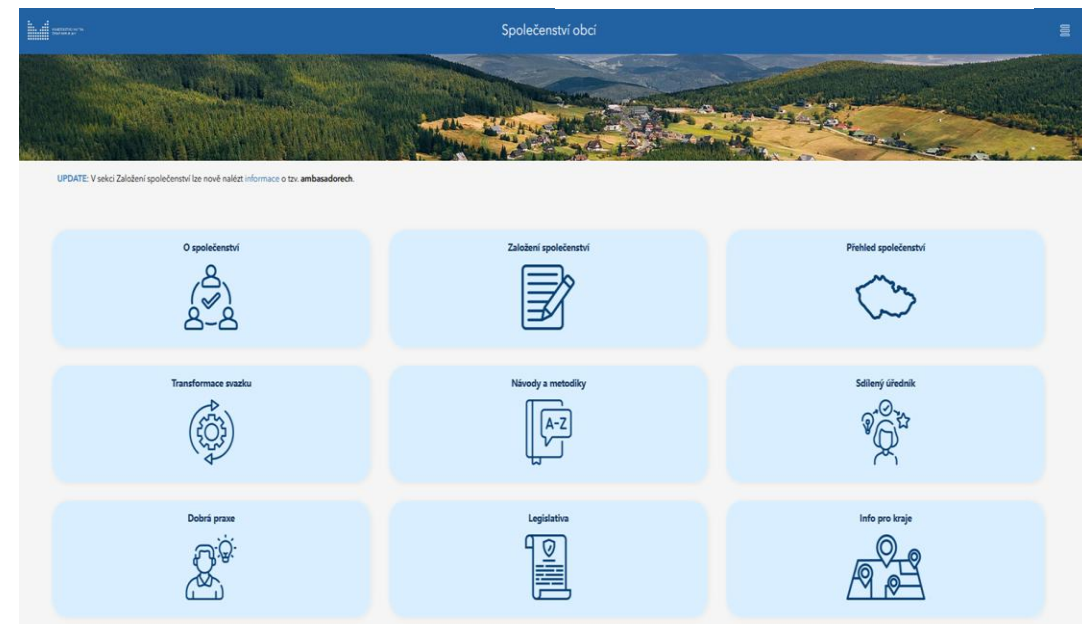 Společenství obcí
UPDATE: V sekci Založení společenství lze nově nalézt informace o tzv. ambasadorech.
O společenství
Založení společenství
Přehled společenství
Transformace svazku
Návody a metodiky
A-Z
Sdílený úředník
Dobrá praxe
Legislativa
Info pro kraje